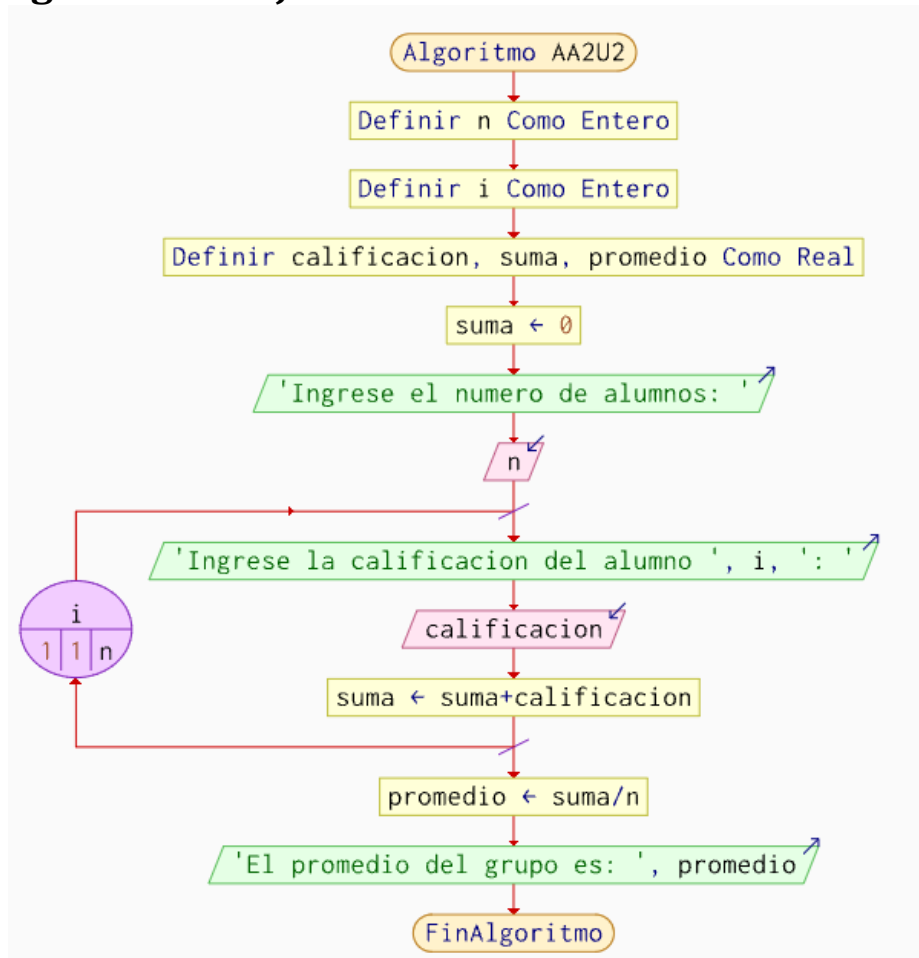 Algoritmo AA2U2
Definir n Como Entero
Definir i Como Entero
Definir calificacion, suma, promedio Como Real
suma ← 0
'Ingrese el numero de alumnos: '
n
'Ingrese la calificacion del alumno ', i, ': '
i
1 1 n
calificacion
suma ← suma+calificacion
promedio ← suma/n
'El promedio del grupo es: ', promedio
FinAlgoritmo